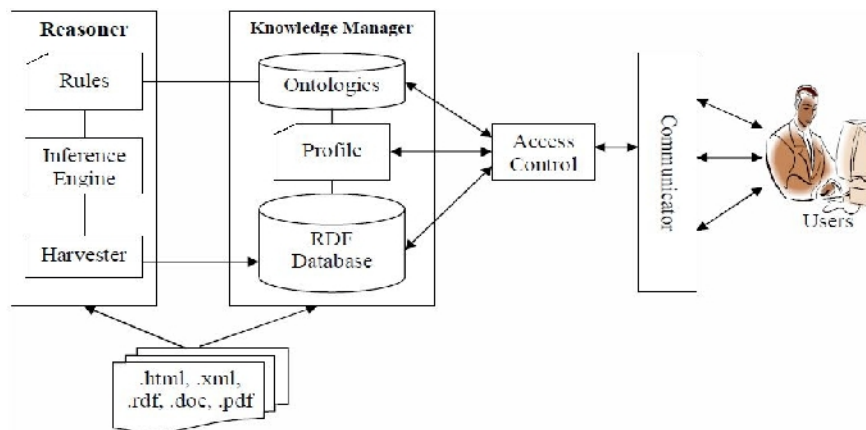 Reasoner
Knowledge Manager
Rules
Ontologies
Inference
Engine
Profile
Access
Control
Communicator
Harvester
RDF
Database
Users
.html, .xml,
.rdf, .doc, .pdf